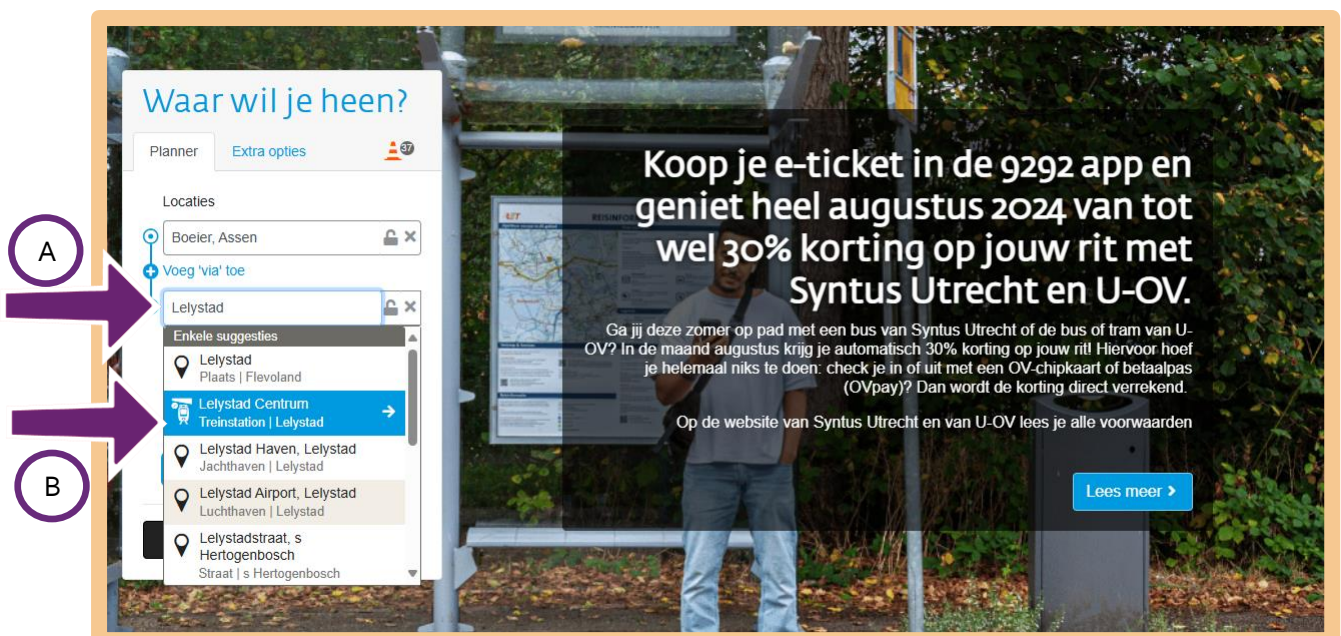 Waar wil je heen?
Planner
Extra opties
37
Locaties
A
Boeier, Assen
Voeg 'via' toe
Lelystad
Enkele suggesties
Lelystad
Plaats | Flevoland
Lelystad Centrum
Treinstation | Lelystad
Lelystad Haven, Lelystad
Jachthaven | Lelystad
B
Lelystad Airport, Lelystad
Luchthaven | Lelystad
Lelystadstraat, s
Hertogenbosch
Straat | s Hertogenbosch
REISINFOR
Koop je e-ticket in de 9292 app en
geniet heel augustus 2024 van tot
wel 30% korting op jouw rit met
Syntus Utrecht en U-OV.
Ga jij deze zomer op pad met een bus van Syntus Utrecht of de bus of tram van U-
OV? In de maand augustus krijg je automatisch 30% korting op jouw rit! Hiervoor hoef
je helemaal niks te doen: check je in of uit met een OV-chipkaart of betaalpas
(OVpay)? Dan wordt de korting direct verrekend.
Op de website van Syntus Utrecht en van U-OV lees je alle voorwaarden
Lees meer